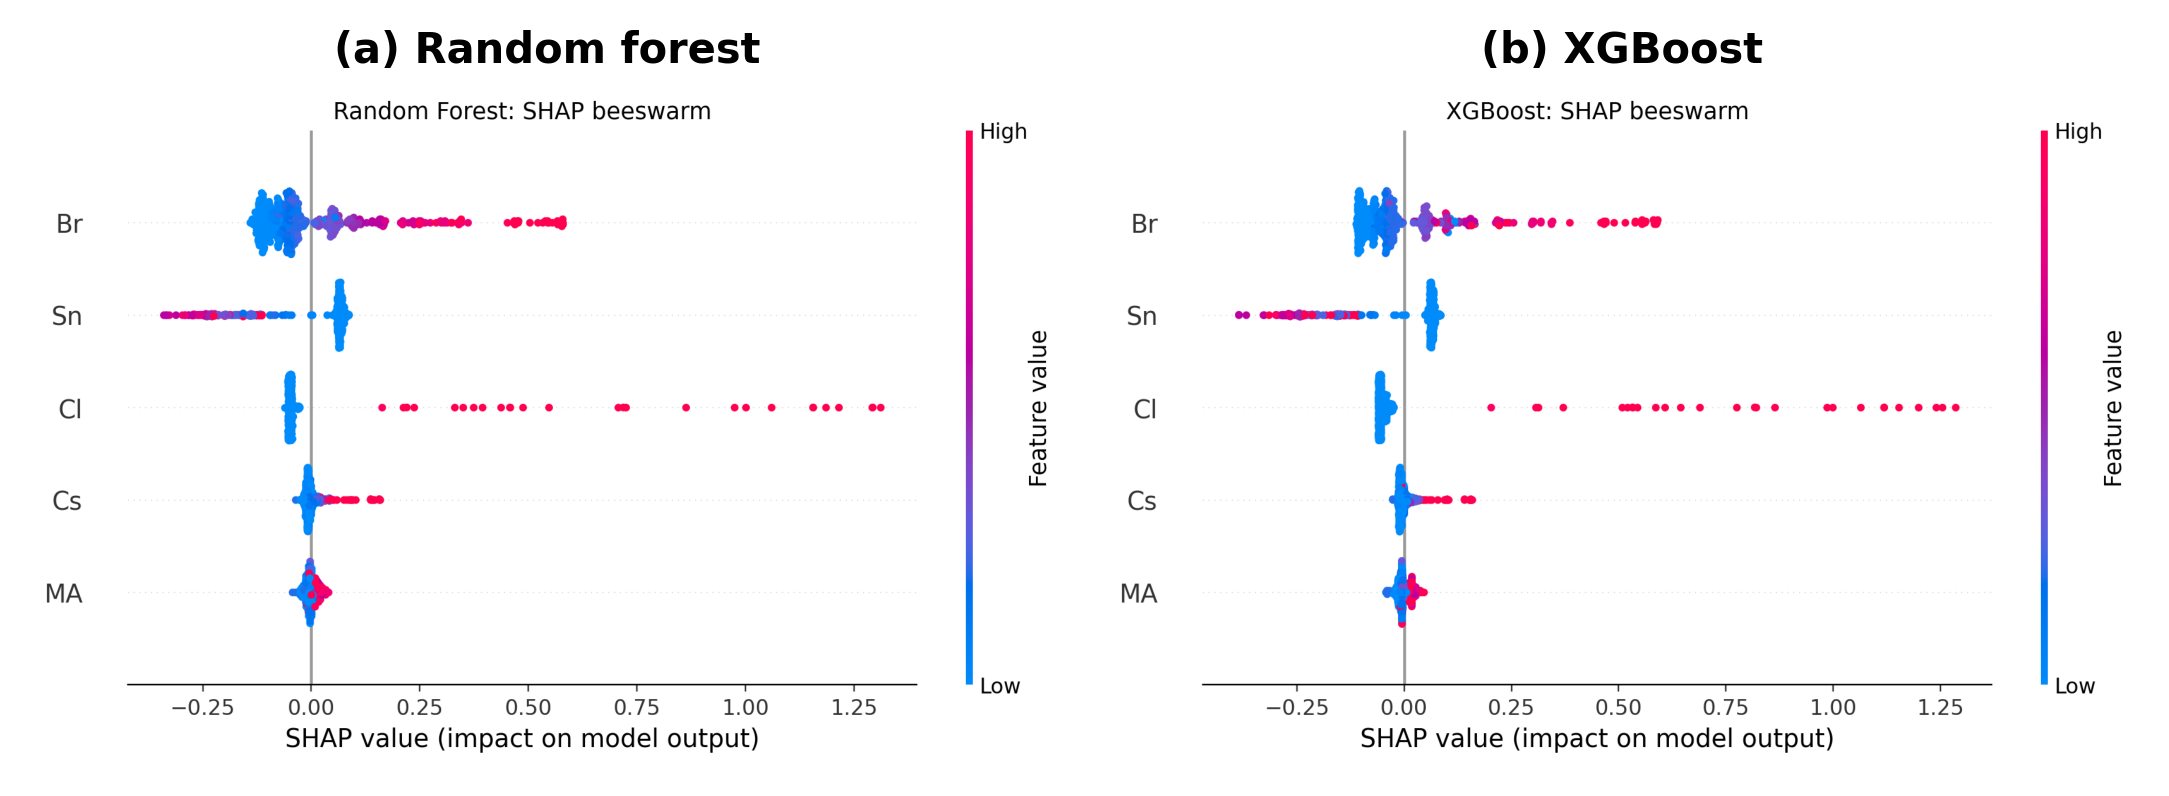 (a) Random forest
Random Forest: SHAP beeswarm
High
Br
Sn
Cl
Cs
MA
Feature value
Low
−0.25 0.00 0.25 0.50 0.75 1.00 1.25
SHAP value (impact on model output)
(b) XGBoost
XGBoost: SHAP beeswarm
High
Br
Sn
Cl
Cs
MA
Feature value
Low
−0.25 0.00 0.25 0.50 0.75 1.00 1.25
SHAP value (impact on model output)